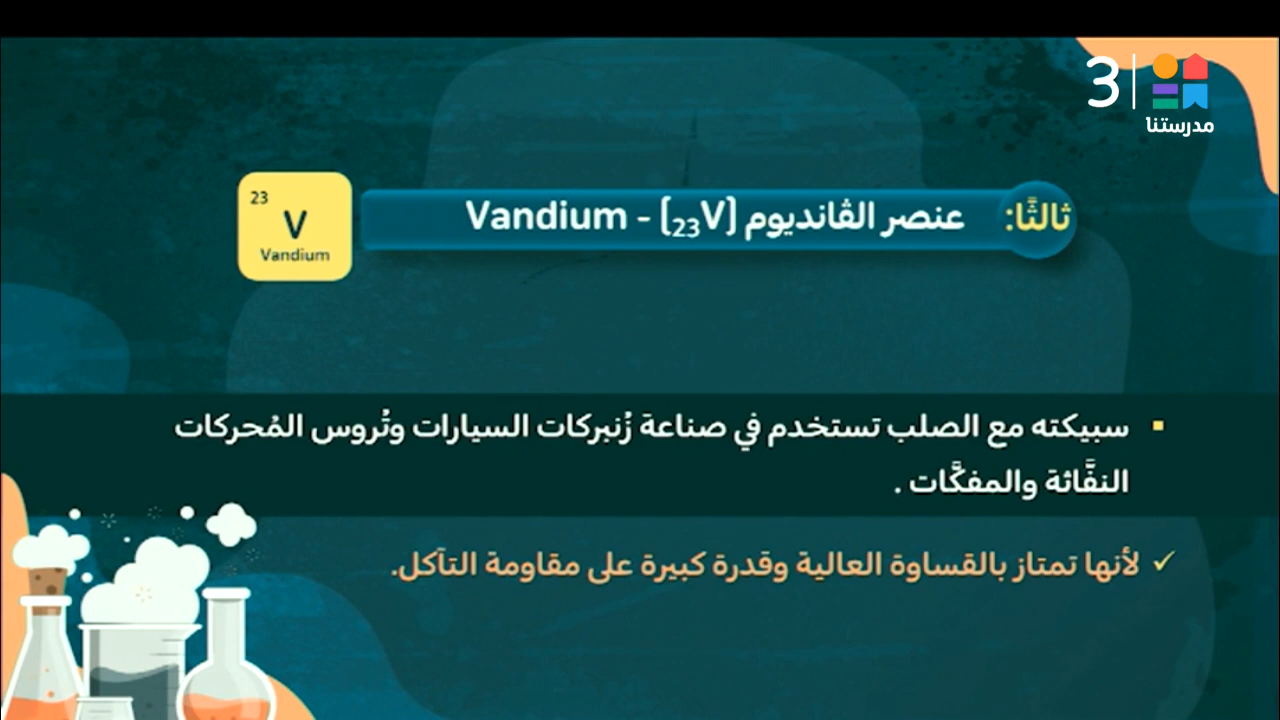 3
مدرستنا
ثالثًا: عنصر الڤانديوم [₂₃V] - Vandium
23
V
Vandium
▪ سبيكته مع الصلب تستخدم في صناعة زُنبركات السيارات وتُروس المُحركات
النفَّاثة والمفكَّات .
✓ لأنها تمتاز بالقساوة العالية وقدرة كبيرة على مقاومة التآكل.